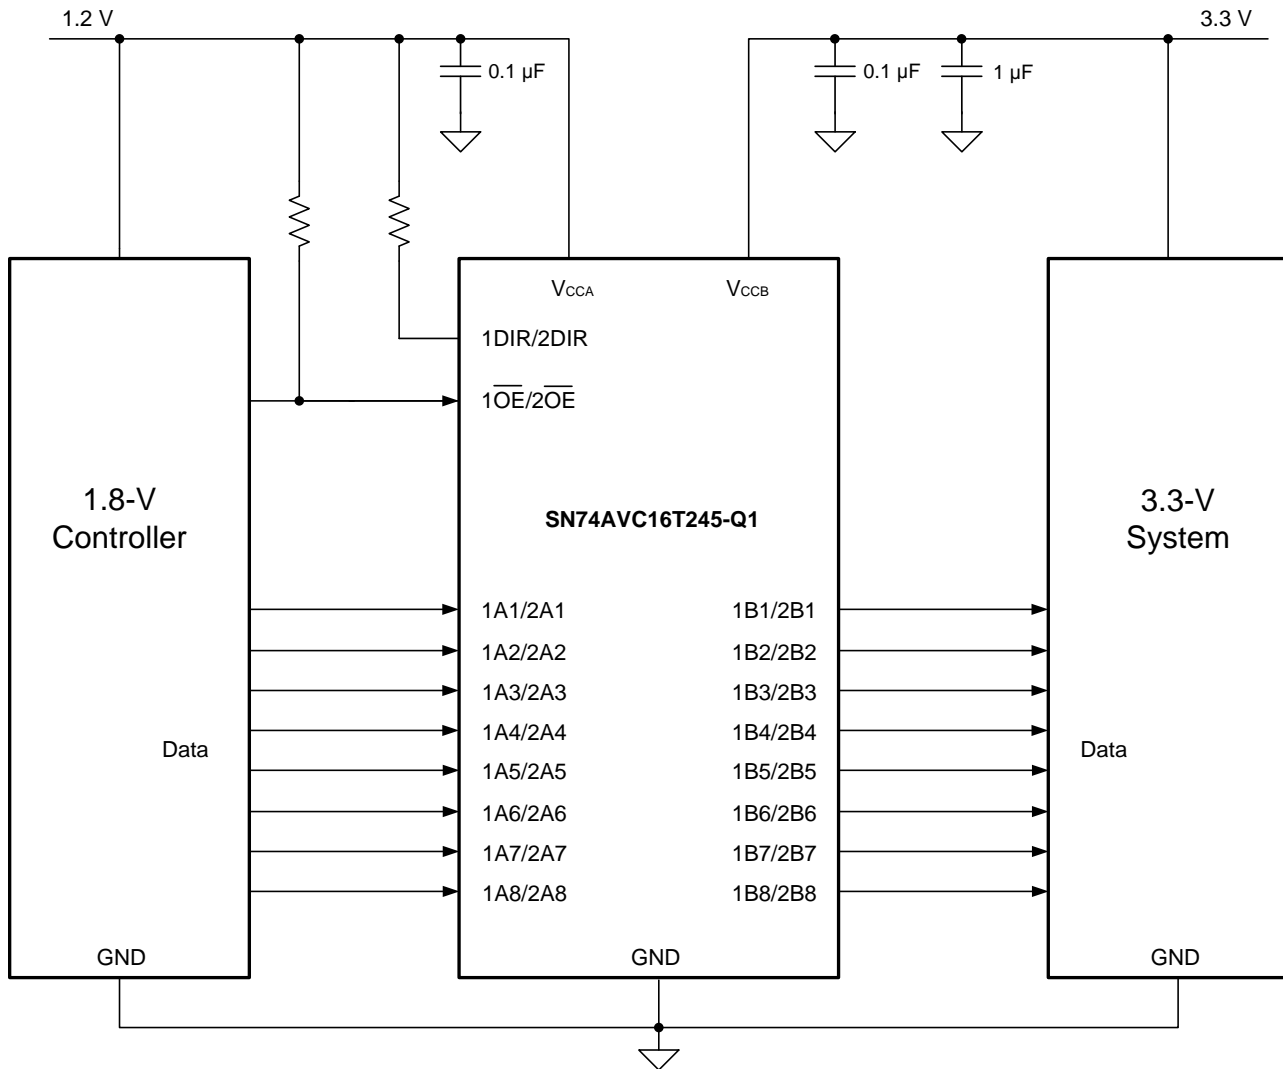 1.2 V
3.3 V
0.1 µF
0.1 µF
1 µF
VCCA
VCCB
1DIR/2DIR
1OE/2OE
1.8-V
Controller
SN74AVC16T245-Q1
3.3-V
System
1A1/2A1
1B1/2B1
1A2/2A2
1B2/2B2
1A3/2A3
1B3/2B3
1A4/2A4
1B4/2B4
Data
Data
1A5/2A5
1B5/2B5
1A6/2A6
1B6/2B6
1A7/2A7
1B7/2B7
1A8/2A8
1B8/2B8
GND
GND
GND